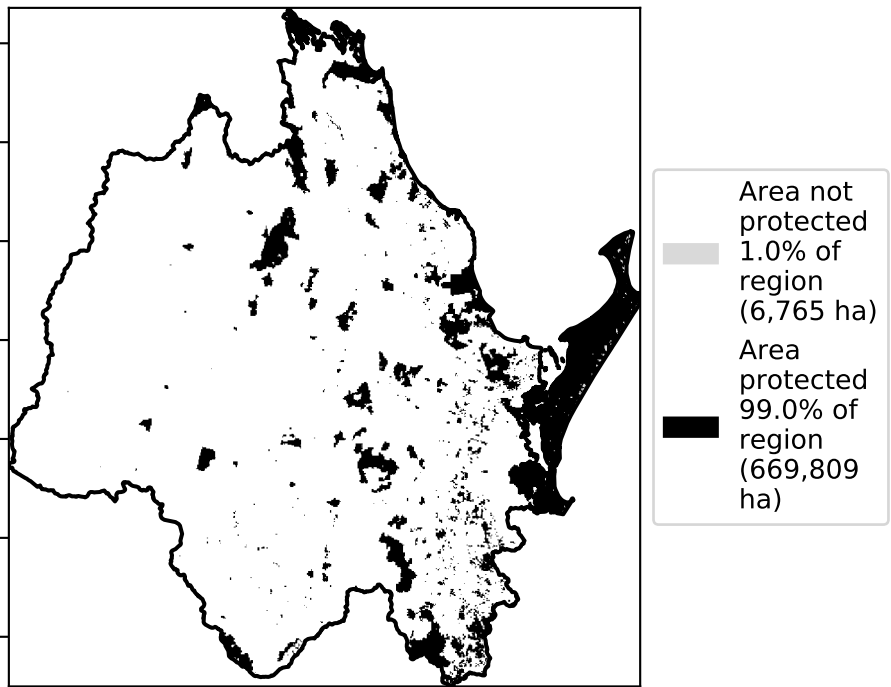 Area not
protected
1.0% of
region
(6,765 ha)
Area
protected
99.0% of
region
(669,809
ha)